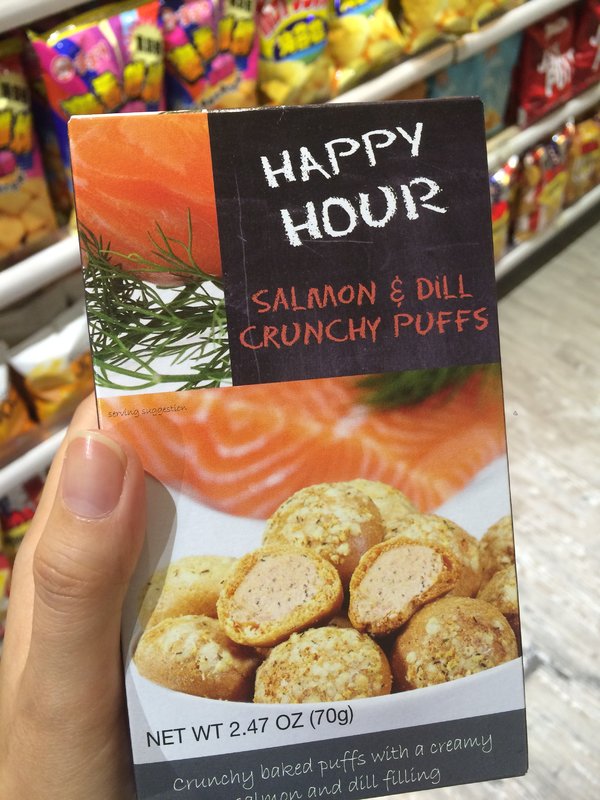 HAPPY
HOUR
SALMON & DILL
CRUNCHY PUFFS
serving suggestion
NET WT 2.47 OZ (70g)
Crunchy baked puffs with a creamy
salmon and dill filling